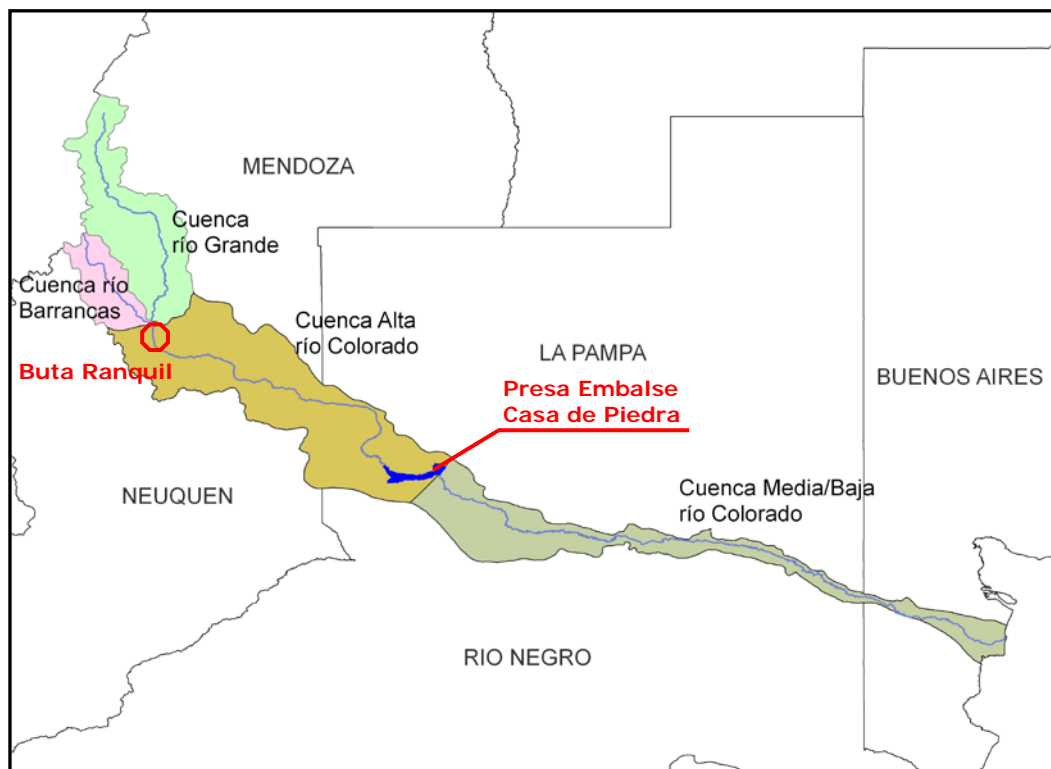 MENDOZA
Cuenca
río Grande
Cuenca río
Barrancas
Cuenca Alta
río Colorado
Buta Ranquil
LA PAMPA
BUENOS AIRES
Presa Embalse
Casa de Piedra
NEUQUEN
Cuenca Media/Baja
río Colorado
RIO NEGRO